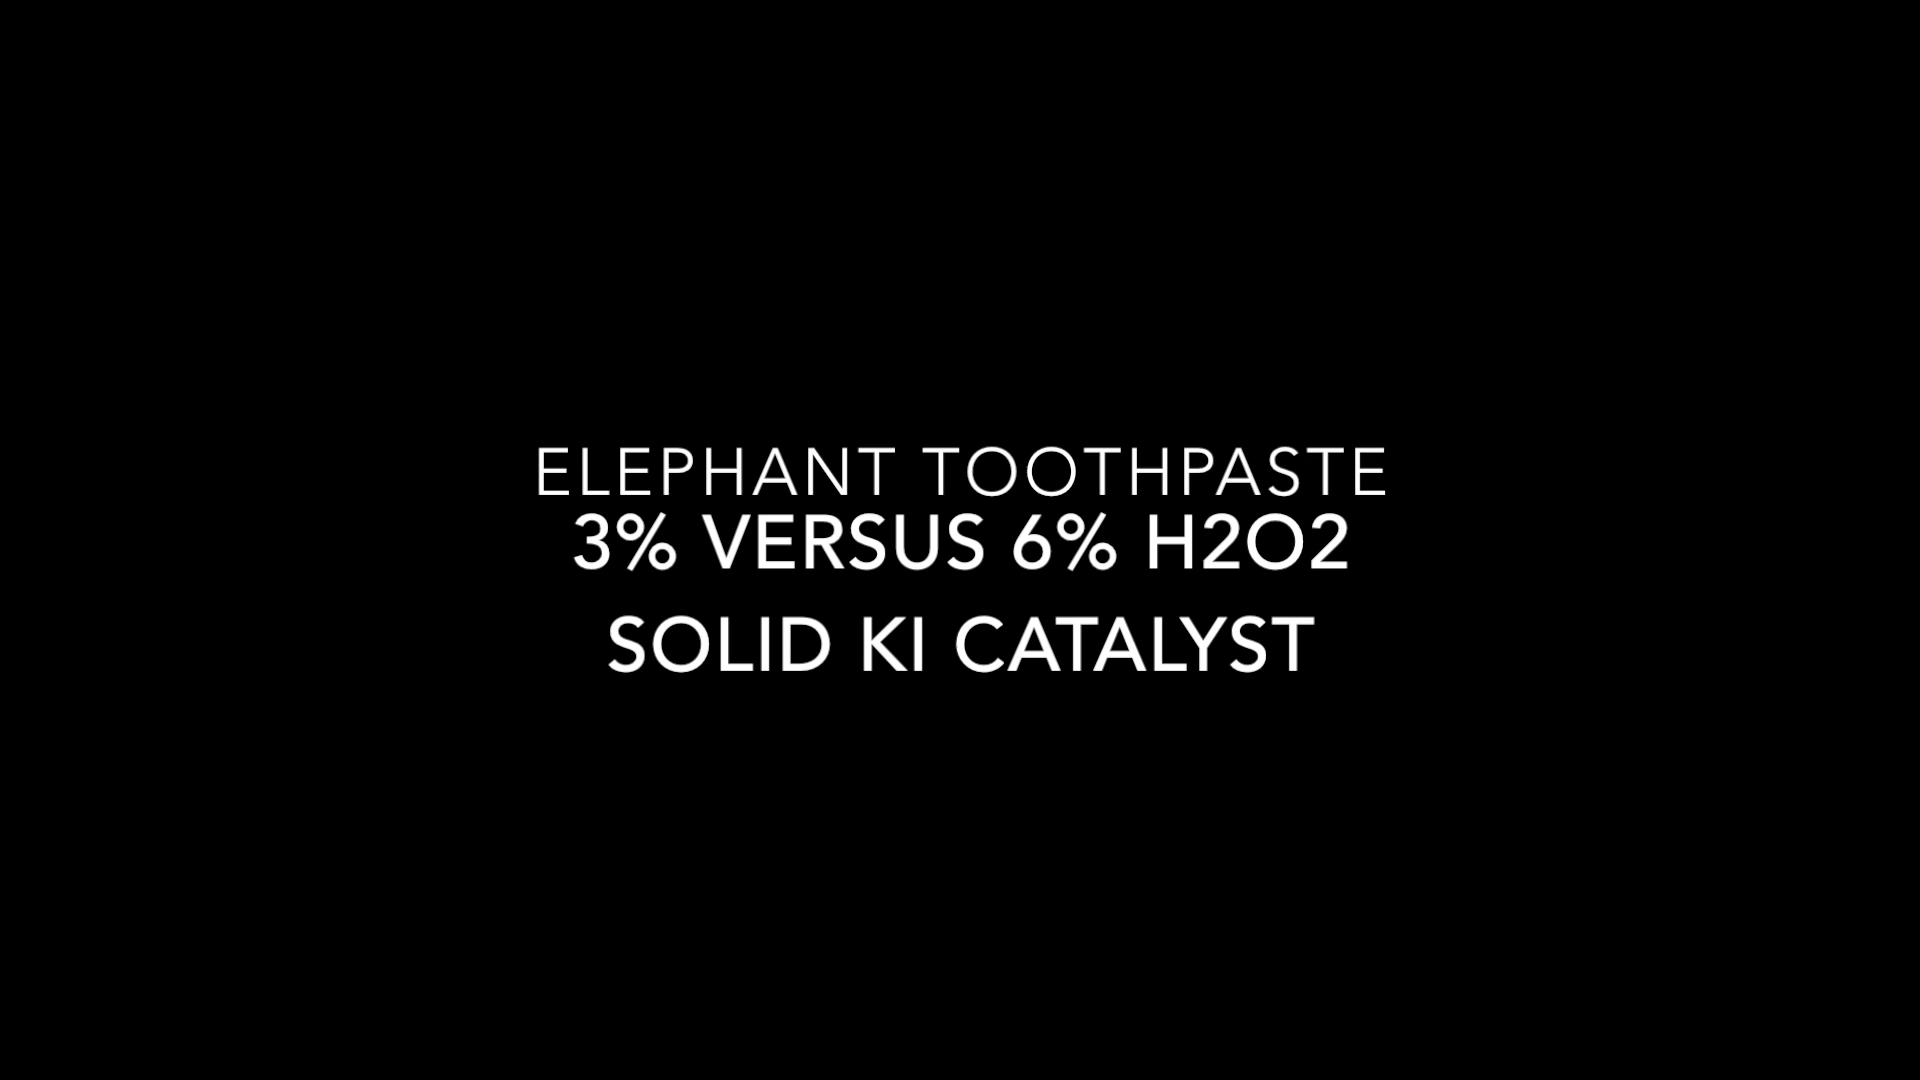 ELEPHANT TOOTHPASTE
3% VERSUS 6% H2O2
SOLID KI CATALYST